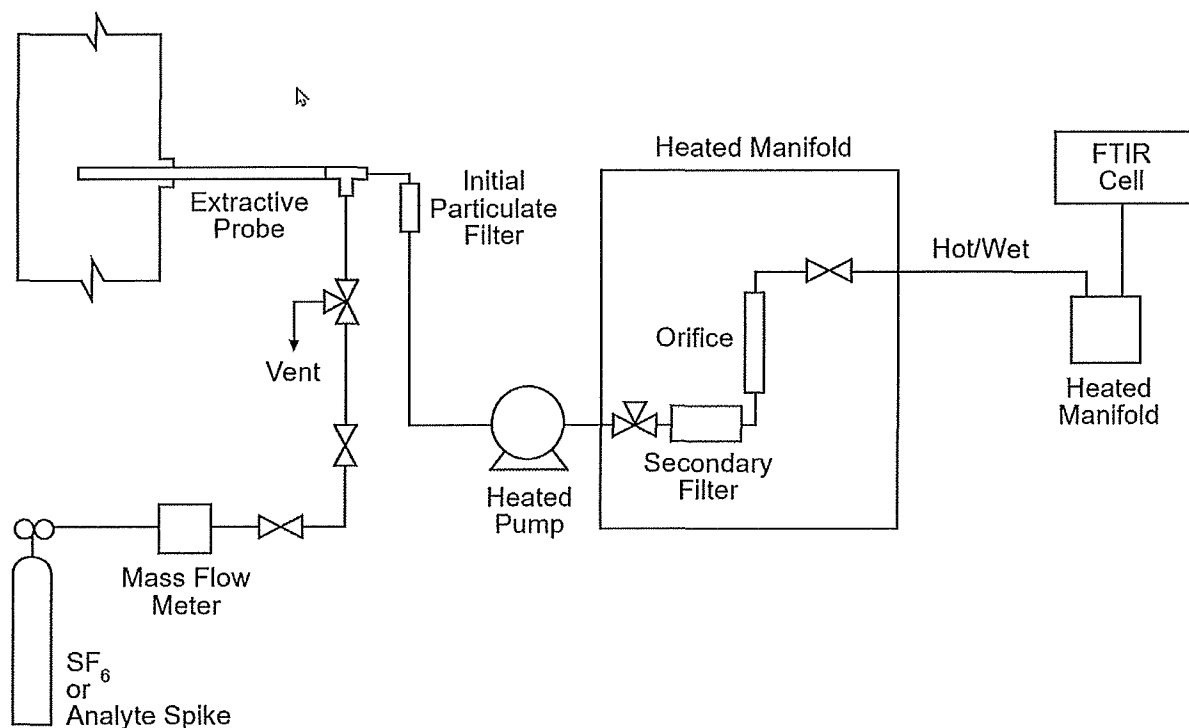 Extractive
Probe
Initial
Particulate
Filter
Heated Manifold
FTIR
Cell
Hot/Wet
Orifice
Vent
Heated
Manifold
Secondary
Filter
Heated
Pump
Mass Flow
Meter
SF6
or
Analyte Spike